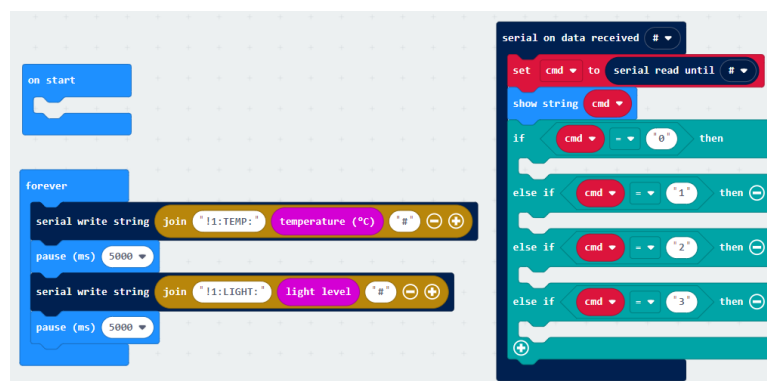 on start
forever
serial write string join "!1:TEMP:" temperature (°C) "#"
pause (ms) 5000
serial write string join "!1:LIGHT:" light level "#"
pause (ms) 5000
serial on data received #
set cmd to serial read until #
show string cmd
if cmd = "0" then
else if cmd = "1" then
else if cmd = "2" then
else if cmd = "3" then